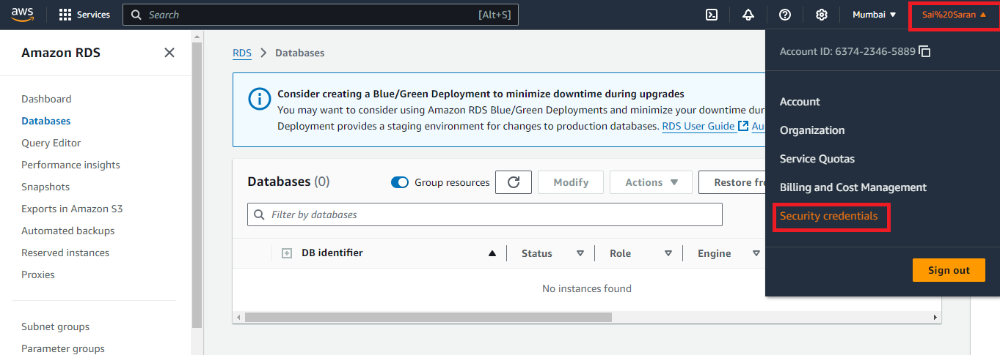 aws
Services
Search
[Alt+S]
Mumbai
Sai%20Saran
Amazon RDS
Dashboard
Databases
Query Editor
Performance insights
Snapshots
Exports in Amazon S3
Automated backups
Reserved instances
Proxies
Subnet groups
Parameter groups
RDS > Databases
Consider creating a Blue/Green Deployment to minimize downtime during upgrades
You may want to consider using Amazon RDS Blue/Green Deployments and minimize your downtime du
Deployment provides a staging environment for changes to production databases. RDS User Guide Au
Databases (0)
Group resources
Modify
Actions
Restore fr
Filter by databases
DB identifier
Status
Role
Engine
No instances found
Account ID: 6374-2346-5889
Account
Organization
Service Quotas
Billing and Cost Management
Security credentials
Sign out